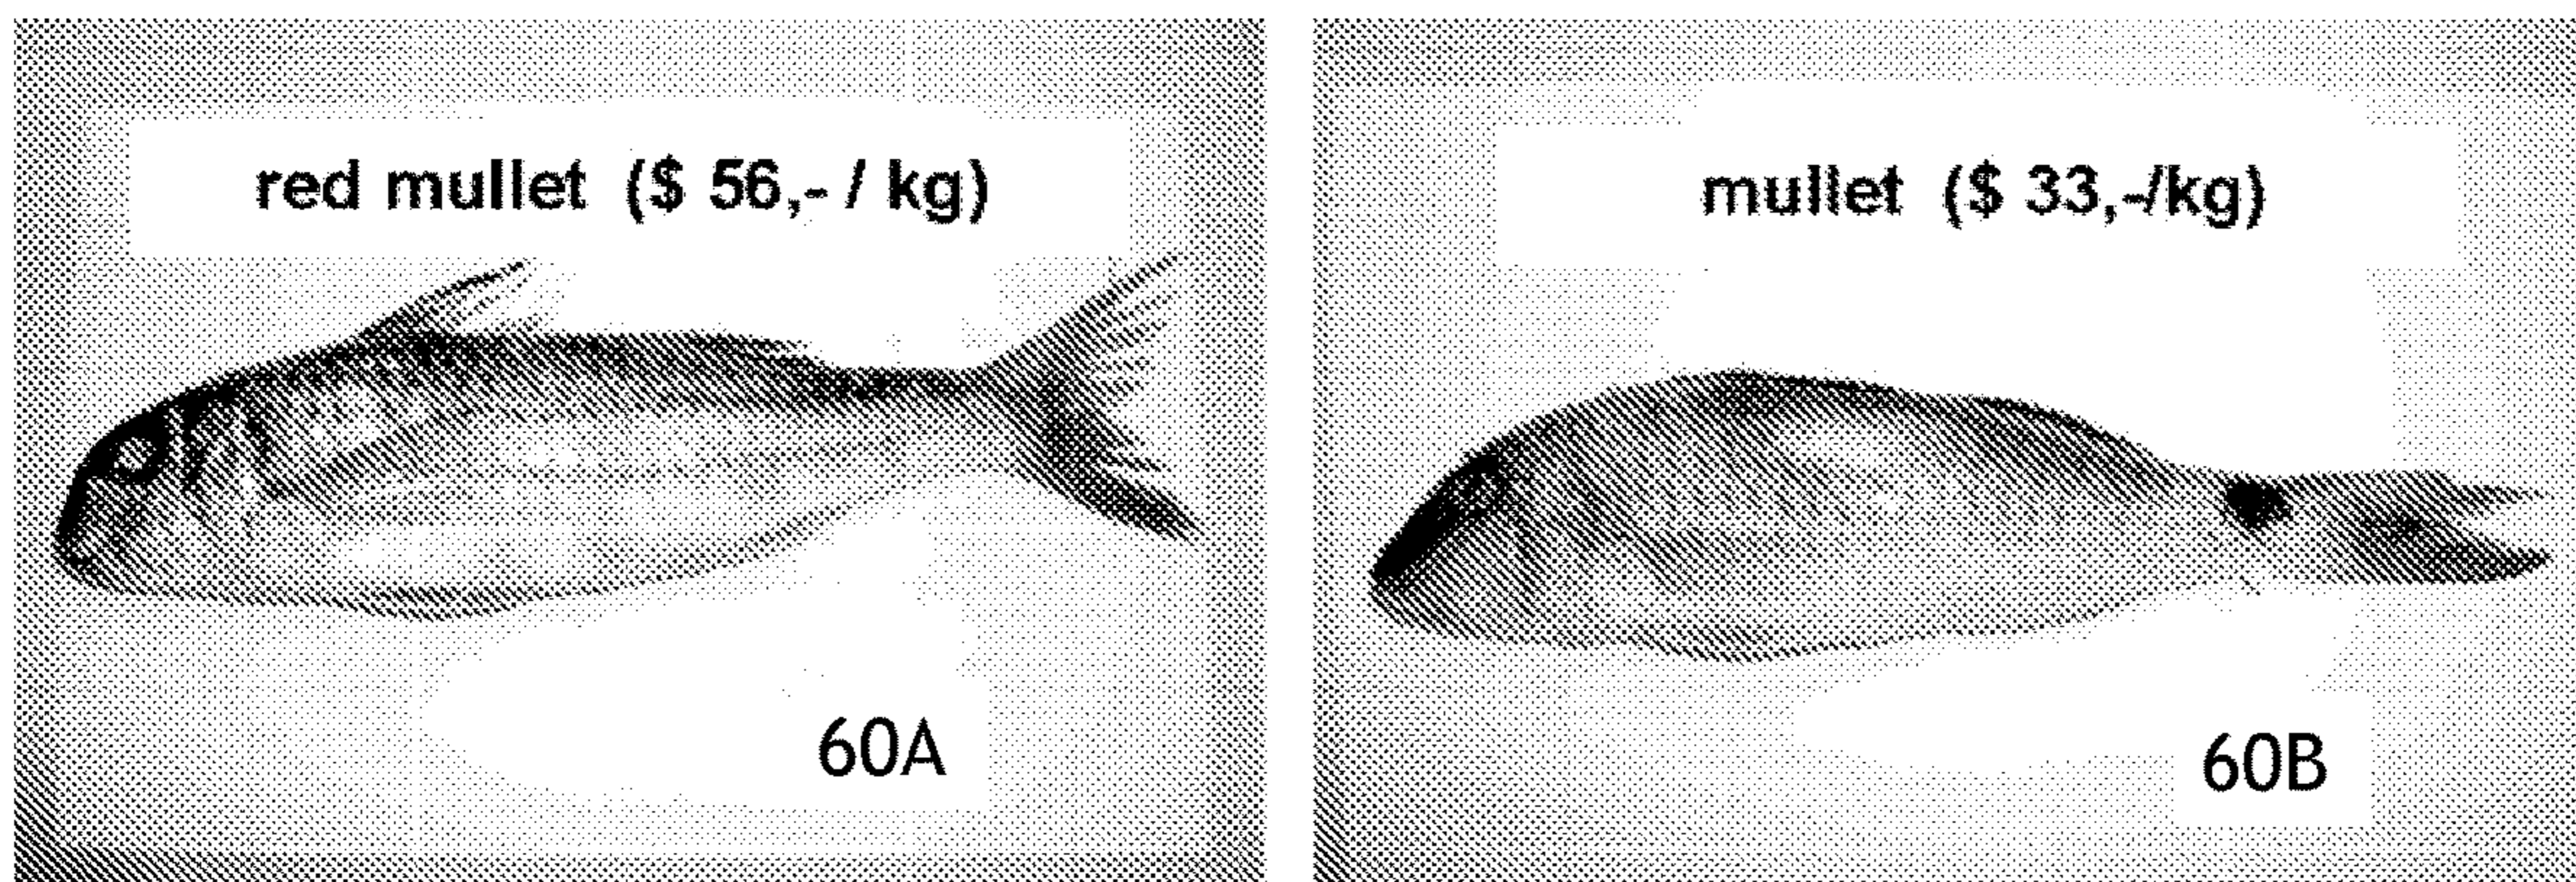 red mullet ($ 56,- / kg)
mullet ($ 33,-/kg)
60A
60B